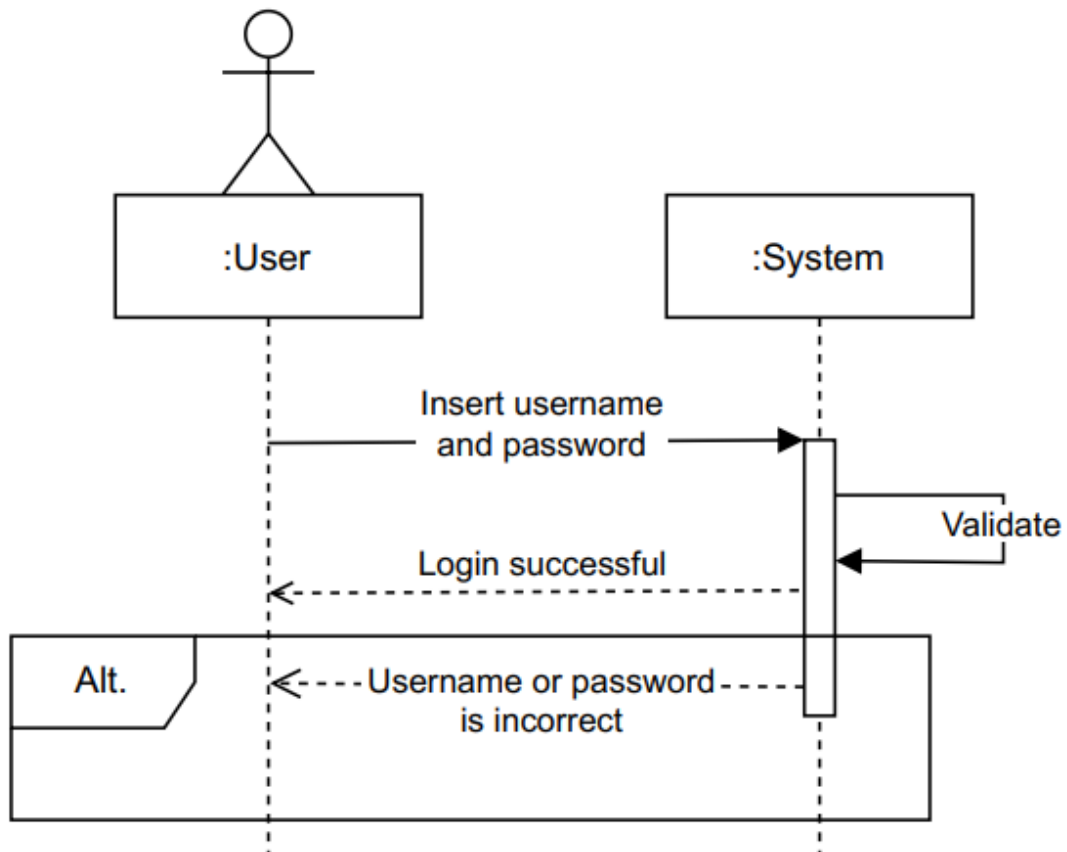 :User
:System
Insert username
and password
Validate
Login successful
Alt.
Username or password
is incorrect